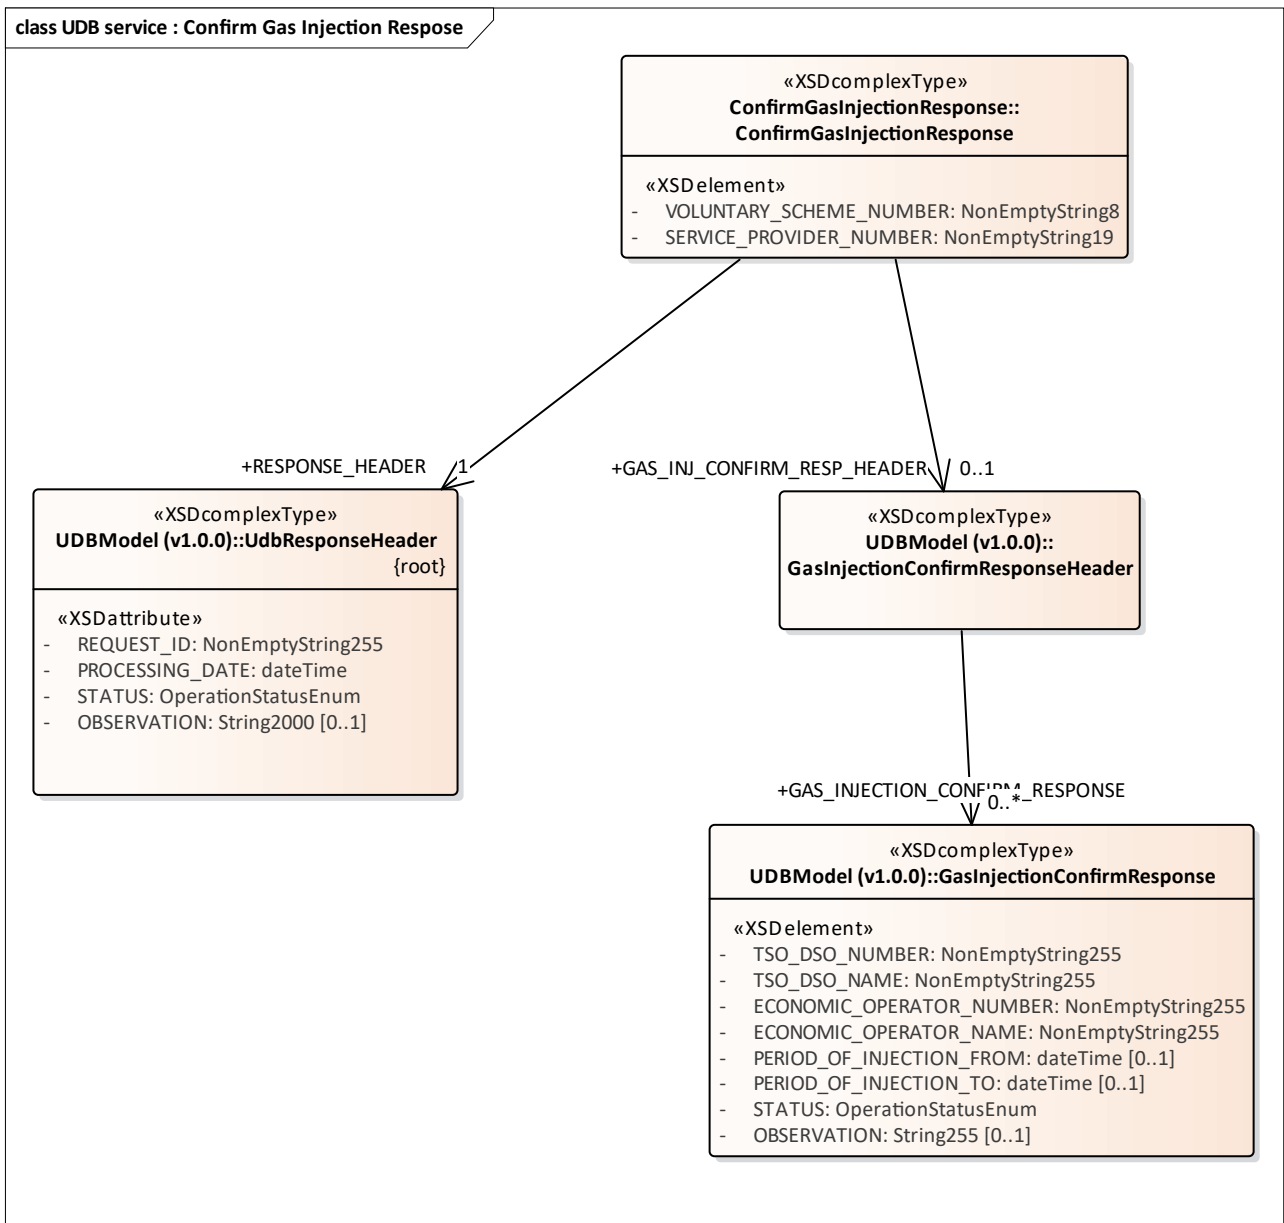 class UDB service : Confirm Gas Injection Respose
«XSDcomplexType»
ConfirmGasInjectionResponse::
ConfirmGasInjectionResponse
«XSDelement»
- VOLUNTARY_SCHEME_NUMBER: NonEmptyString8
- SERVICE_PROVIDER_NUMBER: NonEmptyString19
+RESPONSE_HEADER 1
+GAS_INJ_CONFIRM_RESP_HEADER 0..1
«XSDcomplexType»
UDBModel (v1.0.0)::UdbResponseHeader
{root}
«XSDattribute»
- REQUEST_ID: NonEmptyString255
- PROCESSING_DATE: dateTime
- STATUS: OperationStatusEnum
- OBSERVATION: String2000 [0..1]
«XSDcomplexType»
UDBModel (v1.0.0)::
GasInjectionConfirmResponseHeader
+GAS_INJECTION_CONFIRM_RESPONSE
0..*
«XSDcomplexType»
UDBModel (v1.0.0)::GasInjectionConfirmResponse
«XSDelement»
- TSO_DSO_NUMBER: NonEmptyString255
- TSO_DSO_NAME: NonEmptyString255
- ECONOMIC_OPERATOR_NUMBER: NonEmptyString255
- ECONOMIC_OPERATOR_NAME: NonEmptyString255
- PERIOD_OF_INJECTION_FROM: dateTime [0..1]
- PERIOD_OF_INJECTION_TO: dateTime [0..1]
- STATUS: OperationStatusEnum
- OBSERVATION: String255 [0..1]